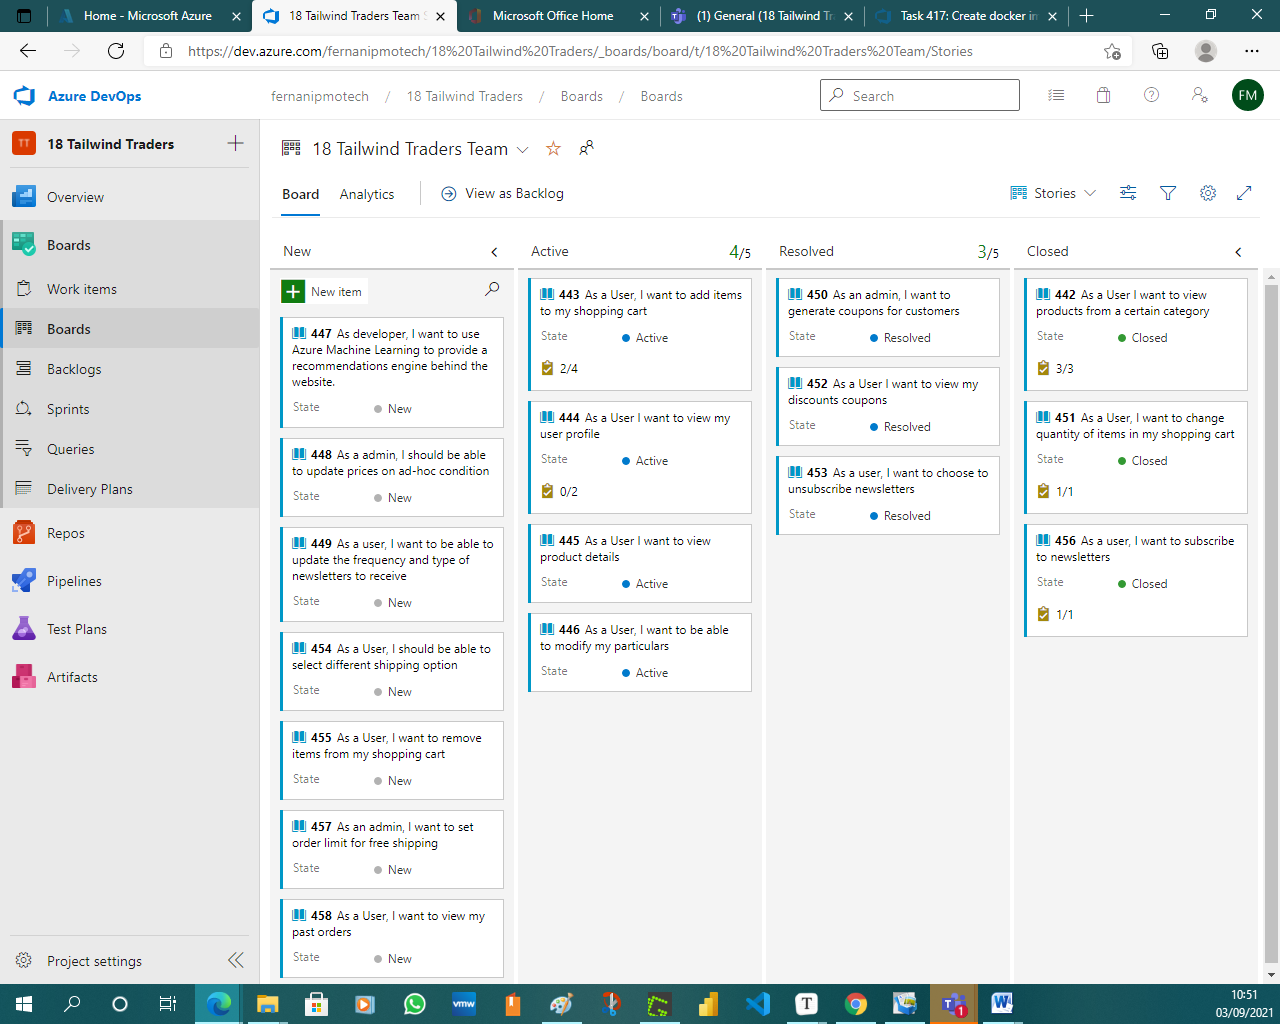 Home - Microsoft Azure
18 Tailwind Traders Team S
Microsoft Office Home
(1) General (18 Tailwind Tr
Task 417: Create docker im
https://dev.azure.com/fernanipmotech/18%20Tailwind%20Traders/_boards/board/t/18%20Tailwind%20Traders%20Team/Stories
Azure DevOps
fernanipmotech / 18 Tailwind Traders / Boards / Boards
Search
FM
TT
18 Tailwind Traders
Overview
Boards
Work items
Boards
Backlogs
Sprints
Queries
Delivery Plans
Repos
Pipelines
Test Plans
Artifacts
Project settings
18 Tailwind Traders Team
Board
Analytics
View as Backlog
Stories
New
New item
447 As developer, I want to use
Azure Machine Learning to provide a
recommendations engine behind the
website.
State New
448 As a admin, I should be able
to update prices on ad-hoc condition
State New
449 As a user, I want to be able to
update the frequency and type of
newsletters to receive
State New
454 As a User, I should be able to
select different shipping option
State New
455 As a User, I want to remove
items from my shopping cart
State New
457 As an admin, I want to set
order limit for free shipping
State New
458 As a User, I want to view my
past orders
State New
Active 4/5
443 As a User, I want to add items
to my shopping cart
State Active
2/4
444 As a User I want to view my
user profile
State Active
0/2
445 As a User I want to view
product details
State Active
446 As a User, I want to be able
to modify my particulars
State Active
Resolved 3/5
450 As an admin, I want to
generate coupons for customers
State Resolved
452 As a User I want to view my
discounts coupons
State Resolved
453 As a user, I want to choose to
unsubscribe newsletters
State Resolved
Closed
442 As a User I want to view
products from a certain category
State Closed
3/3
451 As a User, I want to change
quantity of items in my shopping cart
State Closed
1/1
456 As a user, I want to subscribe
to newsletters
State Closed
1/1
vmw
T
1
W
10:51
03/09/2021